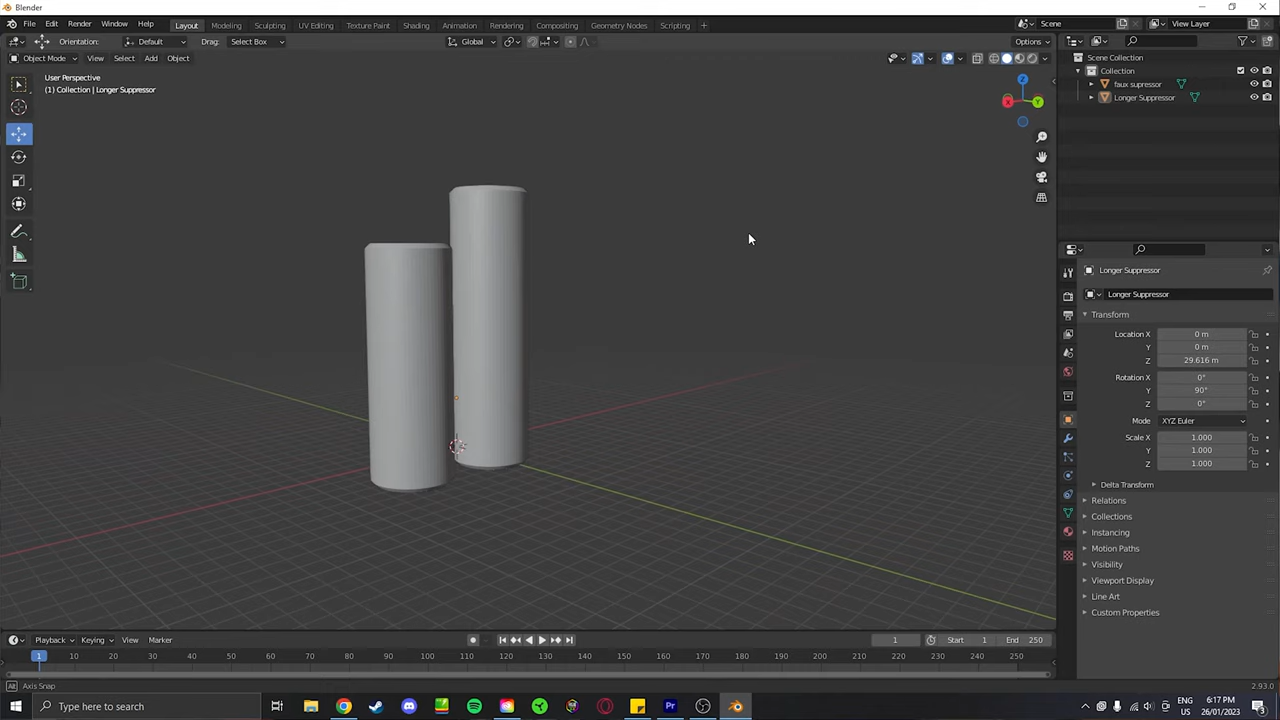 Blender
File Edit Render Window Help Layout Modeling Sculpting UV Editing Texture Paint Shading Animation Rendering Compositing Geometry Nodes Scripting + Scene View Layer
Orientation: Default Drag: Select Box Global Options
Object Mode View Select Add Object
User Perspective
(1) Collection | Longer Suppressor
Z
X Y
Scene Collection
Collection
faux supressor
Longer Suppressor
Longer Suppressor
Longer Suppressor
Transform
Location X 0 m
Y 0 m
Z 29.616 m
Rotation X 0°
Y 90°
Z 0°
Mode XYZ Euler
Scale X 1.000
Y 1.000
Z 1.000
Delta Transform
Relations
Collections
Instancing
Motion Paths
Visibility
Viewport Display
Line Art
Custom Properties
Playback Keying View Marker 1 Start 1 End 250
1 10 20 30 40 50 60 70 80 90 100 110 120 130 140 150 160 170 180 190 200 210 220 230 240 250
Axis Snap 2.93.0
Type here to search Pr ENG 6:17 PM
US 26/01/2023